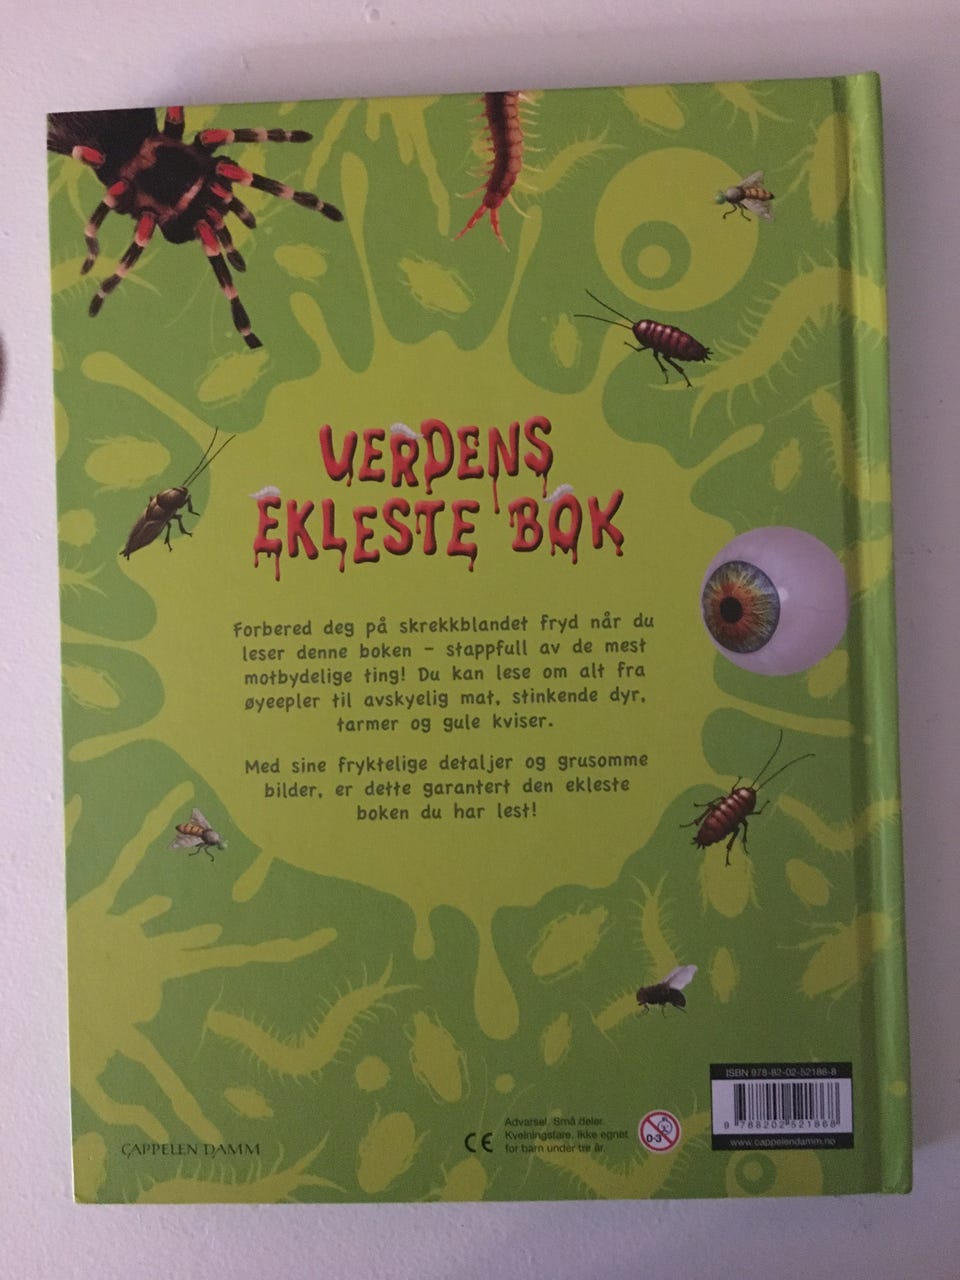 VERDENS
EKLESTE BOK
Forbered deg på skrekkblandet fryd når du
leser denne boken – stappfull av de mest
motbydelige ting! Du kan lese om alt fra
øyeepler til avskyelig mat, stinkende dyr,
tarmer og gule kviser.
Med sine fryktelige detaljer og grusomme
bilder, er dette garantert den ekleste
boken du har lest!
CAPPELEN DAMM
CE
Advarsel. Små deler.
Kvelningsfare. Ikke egnet
for barn under tre år.
0-3
ISBN 978-82-02-52186-8
9 788202 521868
www.cappelendamm.no